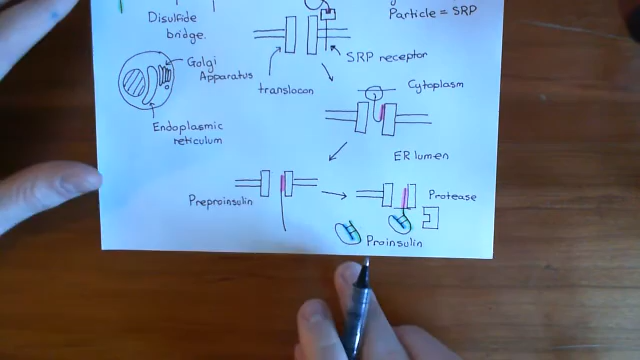 Particle = SRP
Disulfide
bridge.
SRP receptor
Golgi
Apparatus
translocon
Cytoplasm
Endoplasmic
reticulum
ER lumen
Preproinsulin
Protease
Proinsulin